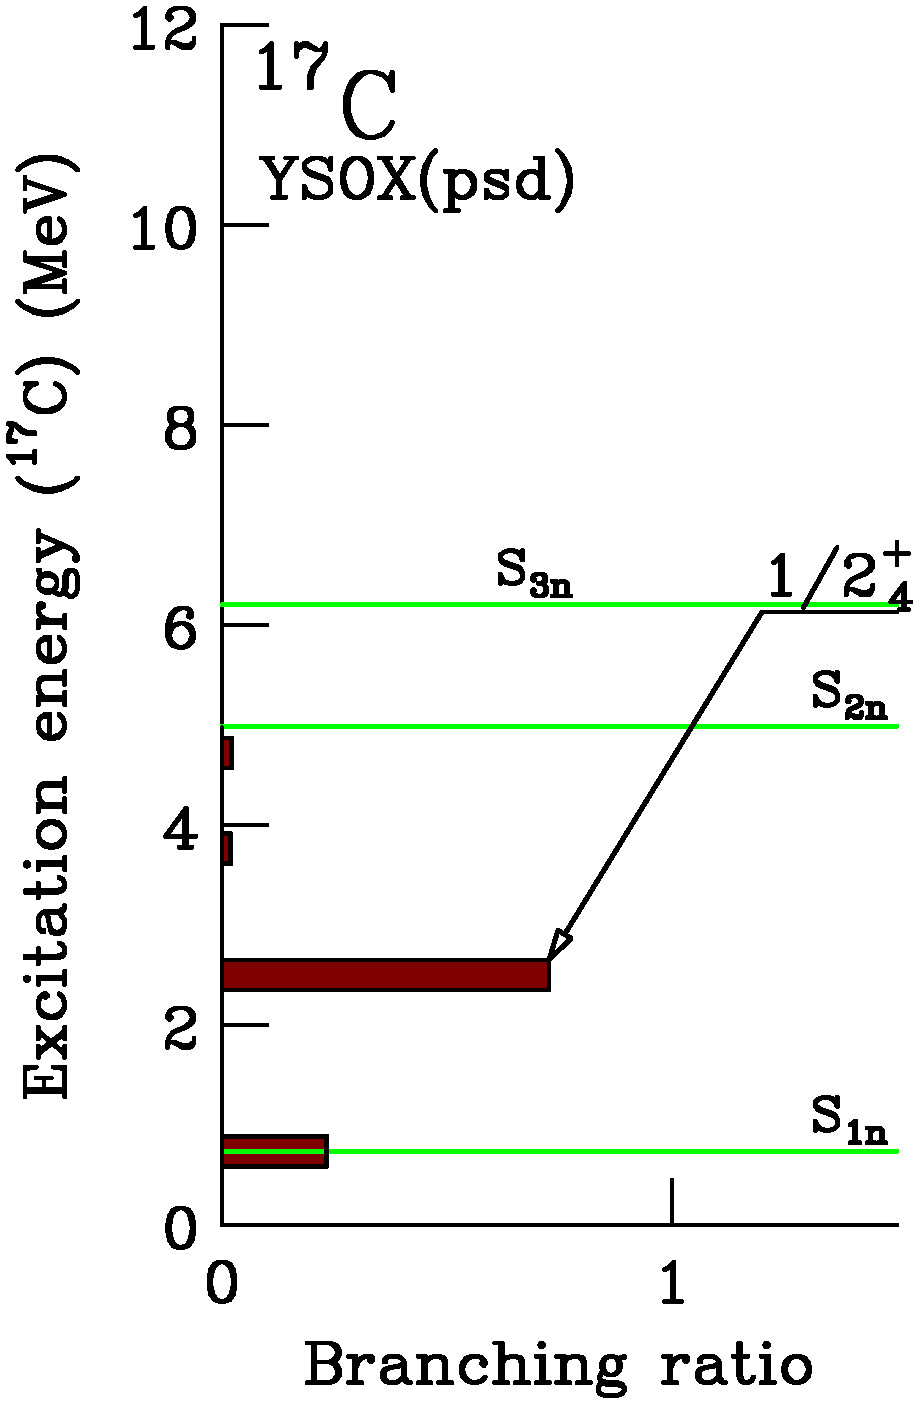 12
¹⁷C
YSOX(psd)
10
8
S₃ₙ
1/2⁺₄
6
S₂ₙ
4
2
S₁ₙ
0
0 1
Branching ratio
Excitation energy (¹⁷C) (MeV)